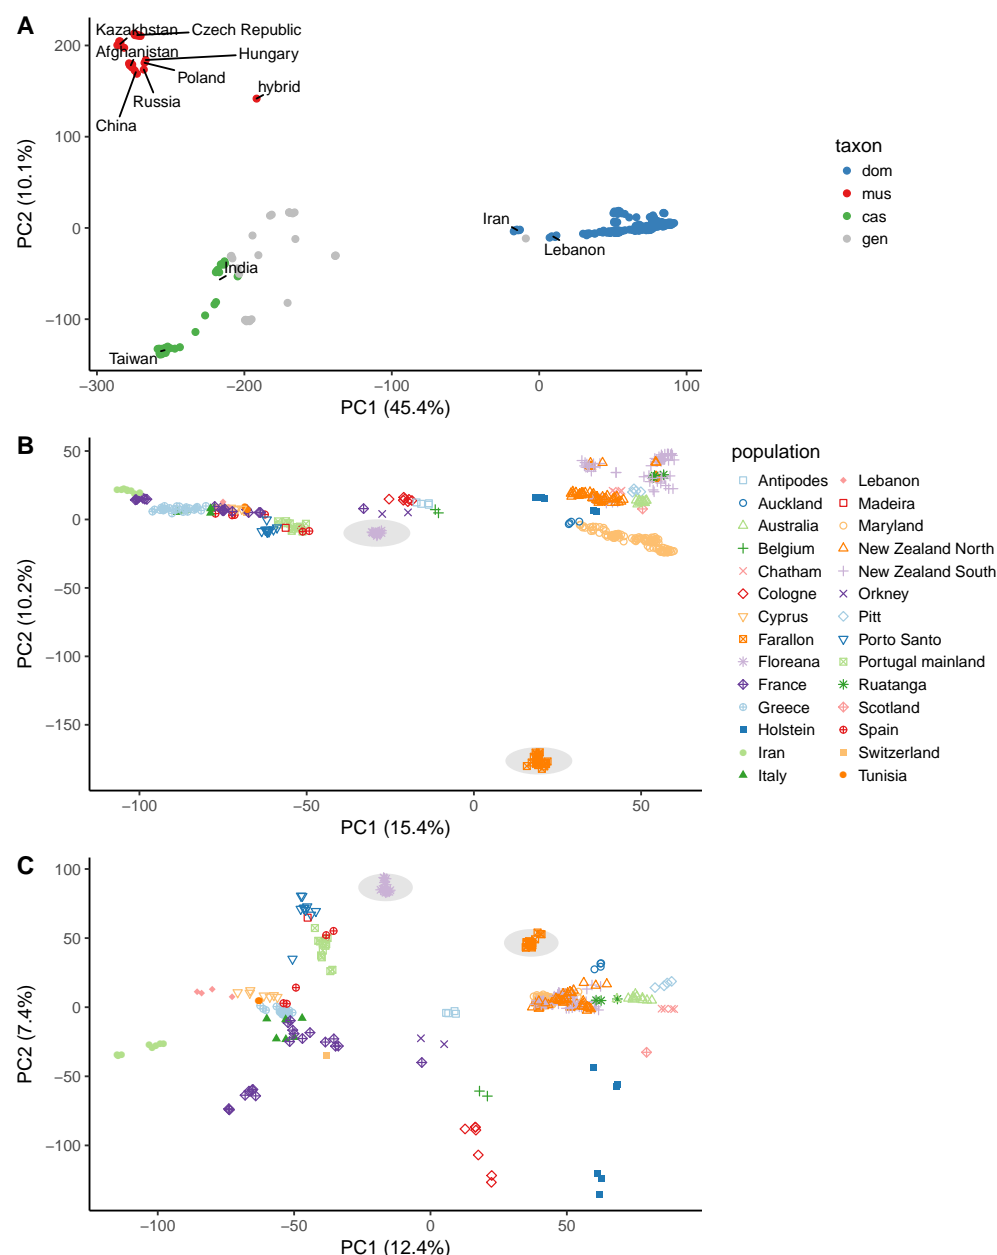 A
Kazakhstan
Czech Republic
Afghanistan
Hungary
Poland
Russia
China
hybrid
Iran
Lebanon
India
Taiwan
PC2 (10.1%)
200
100
0
−100
−300
−200
−100
0
100
PC1 (45.4%)
taxon
dom
mus
cas
gen
B
PC2 (10.2%)
50
0
−50
−100
−150
−100
−50
0
50
PC1 (15.4%)
population
Antipodes
Auckland
Australia
Belgium
Chatham
Cologne
Cyprus
Farallon
Floreana
France
Greece
Holstein
Iran
Italy
Lebanon
Madeira
Maryland
New Zealand North
New Zealand South
Orkney
Pitt
Porto Santo
Portugal mainland
Ruatanga
Scotland
Spain
Switzerland
Tunisia
C
PC2 (7.4%)
100
50
0
−50
−100
−100
−50
0
50
PC1 (12.4%)